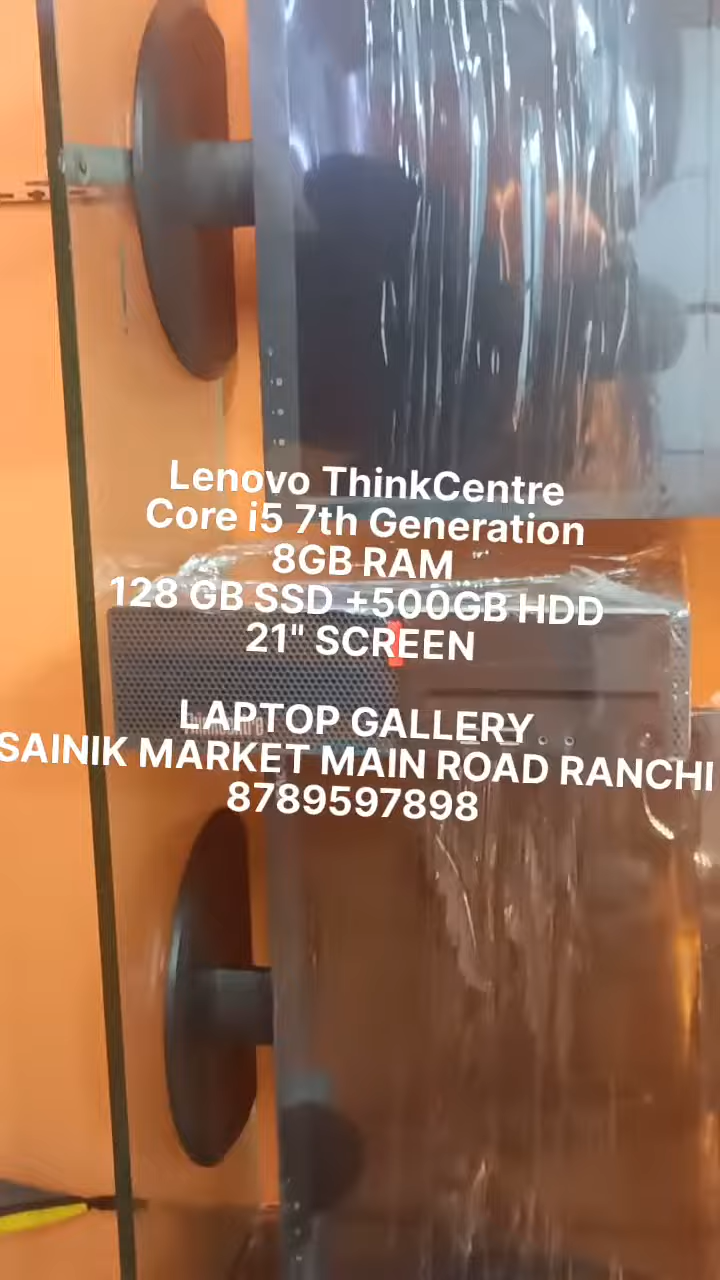 Lenovo ThinkCentre
Core i5 7th Generation
8GB RAM
128 GB SSD +500GB HDD
21" SCREEN
LAPTOP GALLERY
SAINIK MARKET MAIN ROAD RANCHI
8789597898